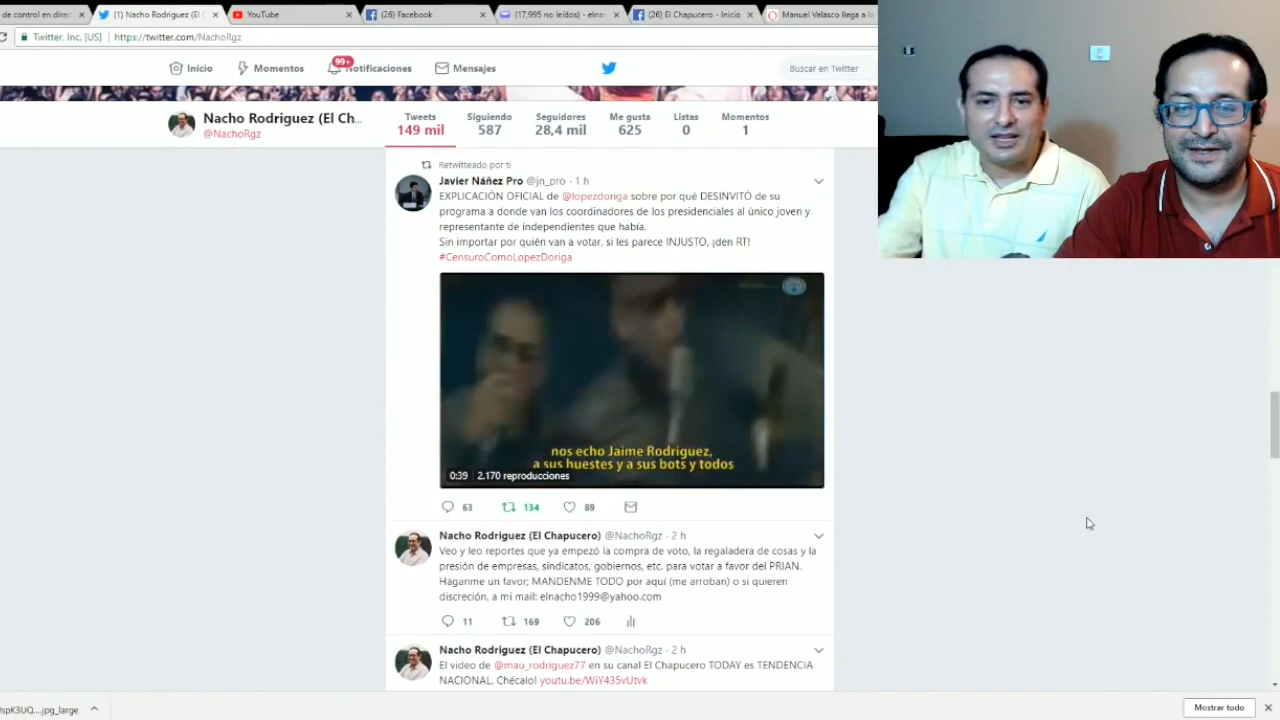 de control en direc
(1) Nacho Rodriguez (El C
YouTube
(26) Facebook
(17,995 no leídos) - elna
(26) El Chapucero - Inicio
Manuel Velasco llega a la
Twitter, Inc. [US]
https://twitter.com/NachoRgz
Inicio
Momentos
99+
Notificaciones
Mensajes
Buscar en Twitter
Nacho Rodriguez (El Ch...
@NachoRgz
Tweets
149 mil
Siguiendo
587
Seguidores
28,4 mil
Me gusta
625
Listas
0
Momentos
1
Retwitteado por ti
Javier Náñez Pro @jn_pro · 1 h
EXPLICACIÓN OFICIAL de @lopezdoriga sobre por qué DESINVITÓ de su
programa a donde van los coordinadores de los presidenciales al único joven y
representante de independientes que había.
Sin importar por quién van a votar, si les parece INJUSTO, ¡den RT!
#CensuroComoLopezDoriga
nos echo Jaime Rodriguez,
a sus huestes y a sus bots y todos
0:39 2.170 reproducciones
63 134 89
Nacho Rodriguez (El Chapucero) @NachoRgz · 2 h
Veo y leo reportes que ya empezó la compra de voto, la regaladera de cosas y la
presión de empresas, sindicatos, gobiernos, etc. para votar a favor del PRIAN.
Háganme un favor; MANDENME TODO por aquí (me arroban) o si quieren
discreción, a mi mail: elnacho1999@yahoo.com
11 169 206
Nacho Rodriguez (El Chapucero) @NachoRgz · 2 h
El video de @mau_rodriguez77 en su canal El Chapucero TODAY es TENDENCIA
NACIONAL. Chécalo! youtube.be/WiY435vUtvk
spK3UQ....jpg_large
Mostrar todo